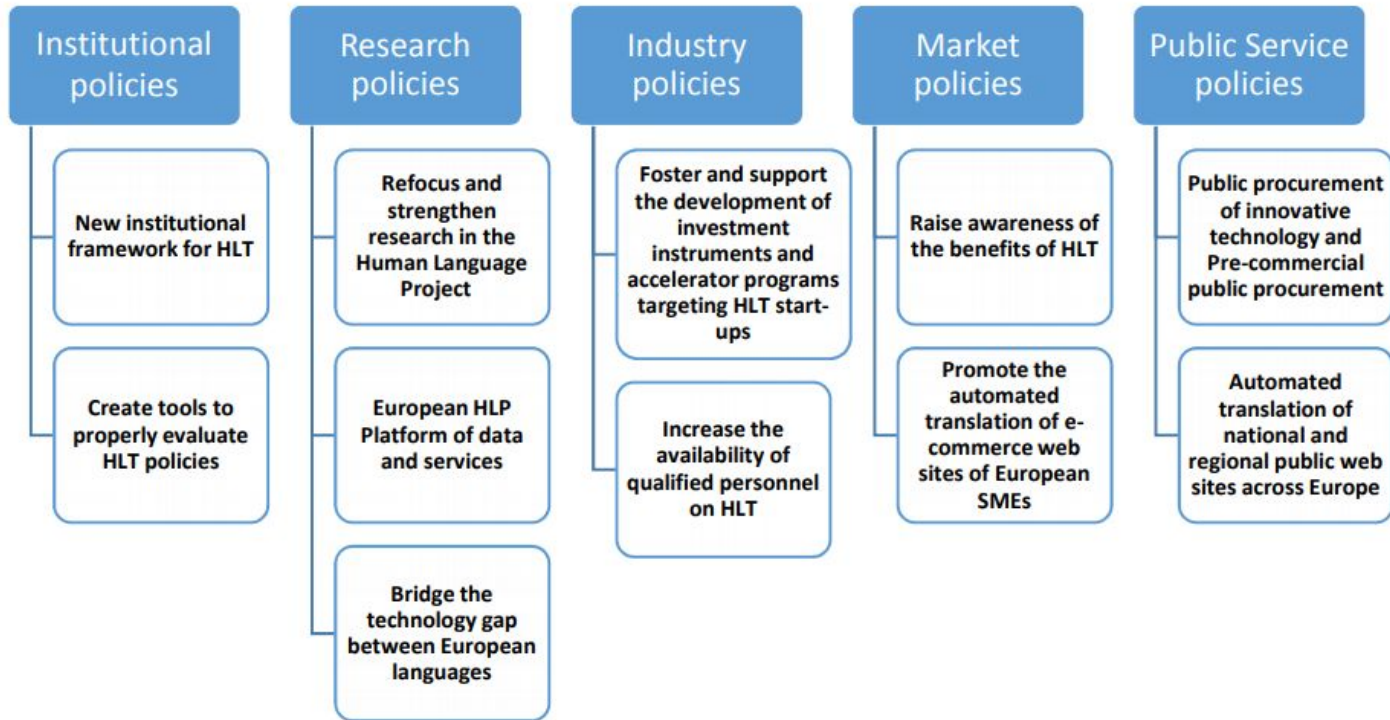 Institutional
policies
New institutional
framework for HLT
Create tools to
properly evaluate
HLT policies
Research
policies
Refocus and
strengthen
research in the
Human Language
Project
European HLP
Platform of data
and services
Bridge the
technology gap
between European
languages
Industry
policies
Foster and support
the development of
investment
instruments and
accelerator programs
targeting HLT start-
ups
Increase the
availability of
qualified personnel
on HLT
Market
policies
Raise awareness of
the benefits of HLT
Promote the
automated
translation of e-
commerce web
sites of European
SMEs
Public Service
policies
Public procurement
of innovative
technology and
Pre-commercial
public procurement
Automated
translation of
national and
regional public web
sites across Europe